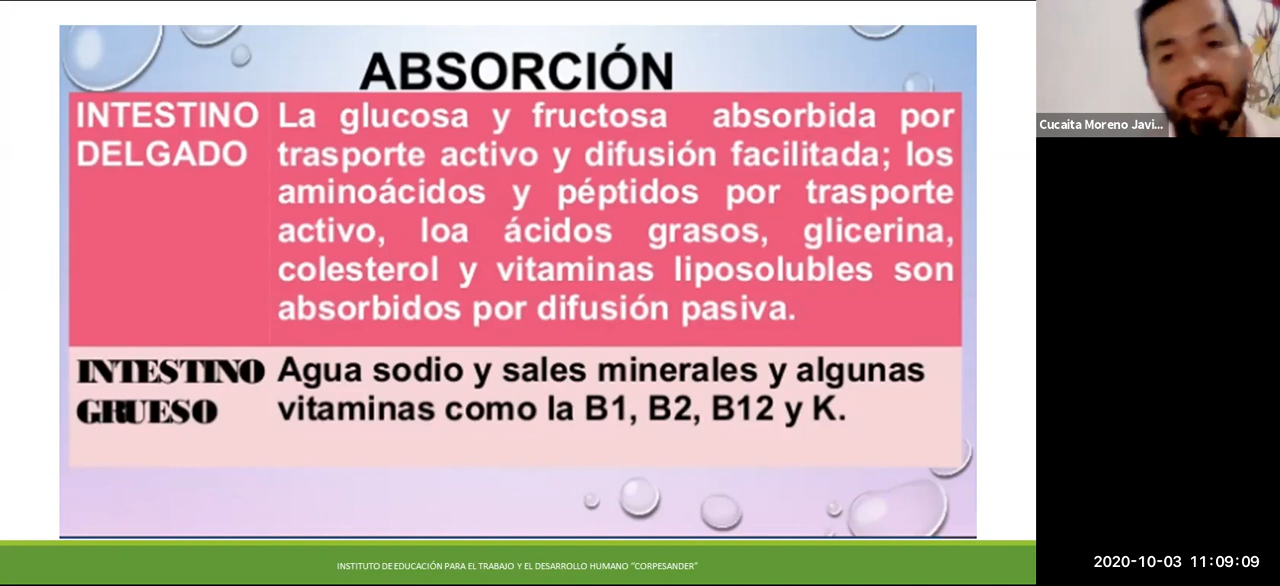 ABSORCIÓN
INTESTINO
DELGADO
La glucosa y fructosa absorbida por
trasporte activo y difusión facilitada; los
aminoácidos y péptidos por trasporte
activo, loa ácidos grasos, glicerina,
colesterol y vitaminas liposolubles son
absorbidos por difusión pasiva.
INTESTINO
GRUESO
Agua sodio y sales minerales y algunas
vitaminas como la B1, B2, B12 y K.
INSTITUTO DE EDUCACIÓN PARA EL TRABAJO Y EL DESARROLLO HUMANO “CORPESANDER”
Cucaita Moreno Javi...
2020-10-03 11:09:09